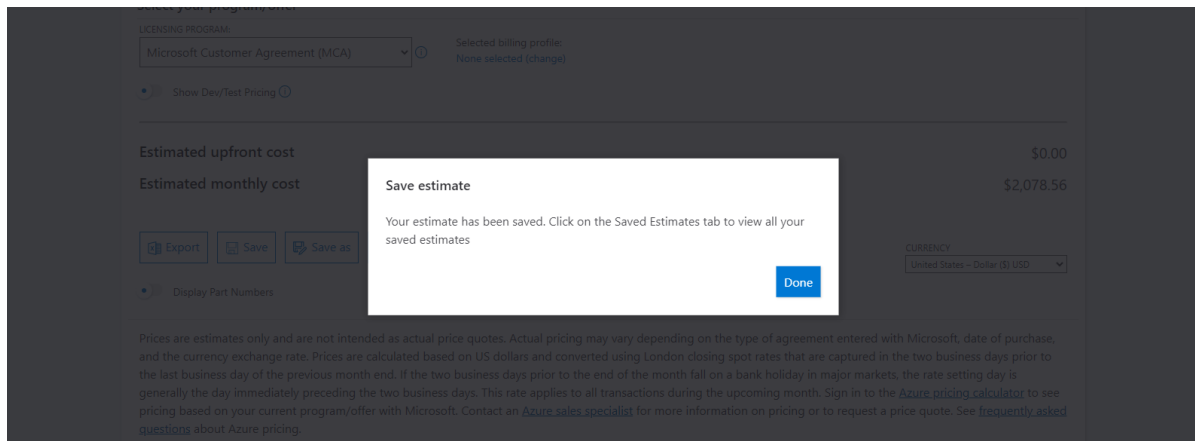 Select your program/offer
LICENSING PROGRAM:
Microsoft Customer Agreement (MCA)
Selected billing profile:
None selected (change)
Show Dev/Test Pricing
Estimated upfront cost
$0.00
Estimated monthly cost
$2,078.56
Save estimate
Your estimate has been saved. Click on the Saved Estimates tab to view all your
saved estimates
Done
Export
Save
Save as
CURRENCY
United States – Dollar ($) USD
Display Part Numbers
Prices are estimates only and are not intended as actual price quotes. Actual pricing may vary depending on the type of agreement entered with Microsoft, date of purchase,
and the currency exchange rate. Prices are calculated based on US dollars and converted using London closing spot rates that are captured in the two business days prior to
the last business day of the previous month end. If the two business days prior to the end of the month fall on a bank holiday in major markets, the rate setting day is
generally the day immediately preceding the two business days. This rate applies to all transactions during the upcoming month. Sign in to the Azure pricing calculator to see
pricing based on your current program/offer with Microsoft. Contact an Azure sales specialist for more information on pricing or to request a price quote. See frequently asked
questions about Azure pricing.